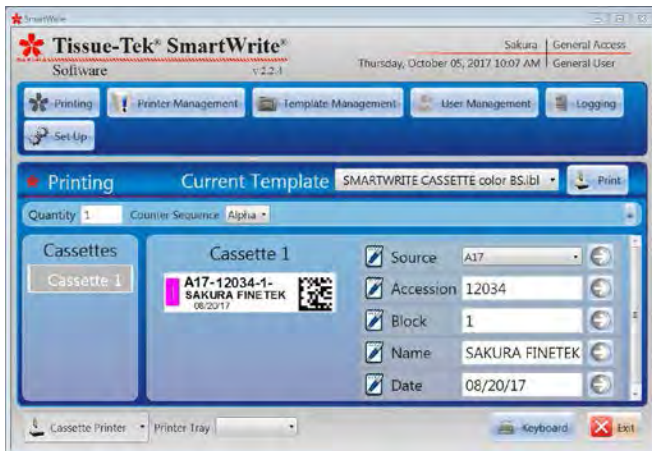 SmartWrite
Tissue-Tek® SmartWrite®
Software
v 2.2.1
Sakura | General Access
Thursday, October 05, 2017 10:07 AM | General User
Printing
Printer Management
Template Management
User Management
Logging
Set Up
Printing
Current Template
SMARTWRITE CASSETTE color BS.lbl
Print
Quantity 1
Counter Sequence Alpha
Cassettes
Cassette 1
Cassette 1
A17-12034-1-
SAKURA FINETEK
08/20/17
Source A17
Accession 12034
Block 1
Name SAKURA FINETEK
Date 08/20/17
Cassette Printer
Printer Tray
Keyboard
Exit